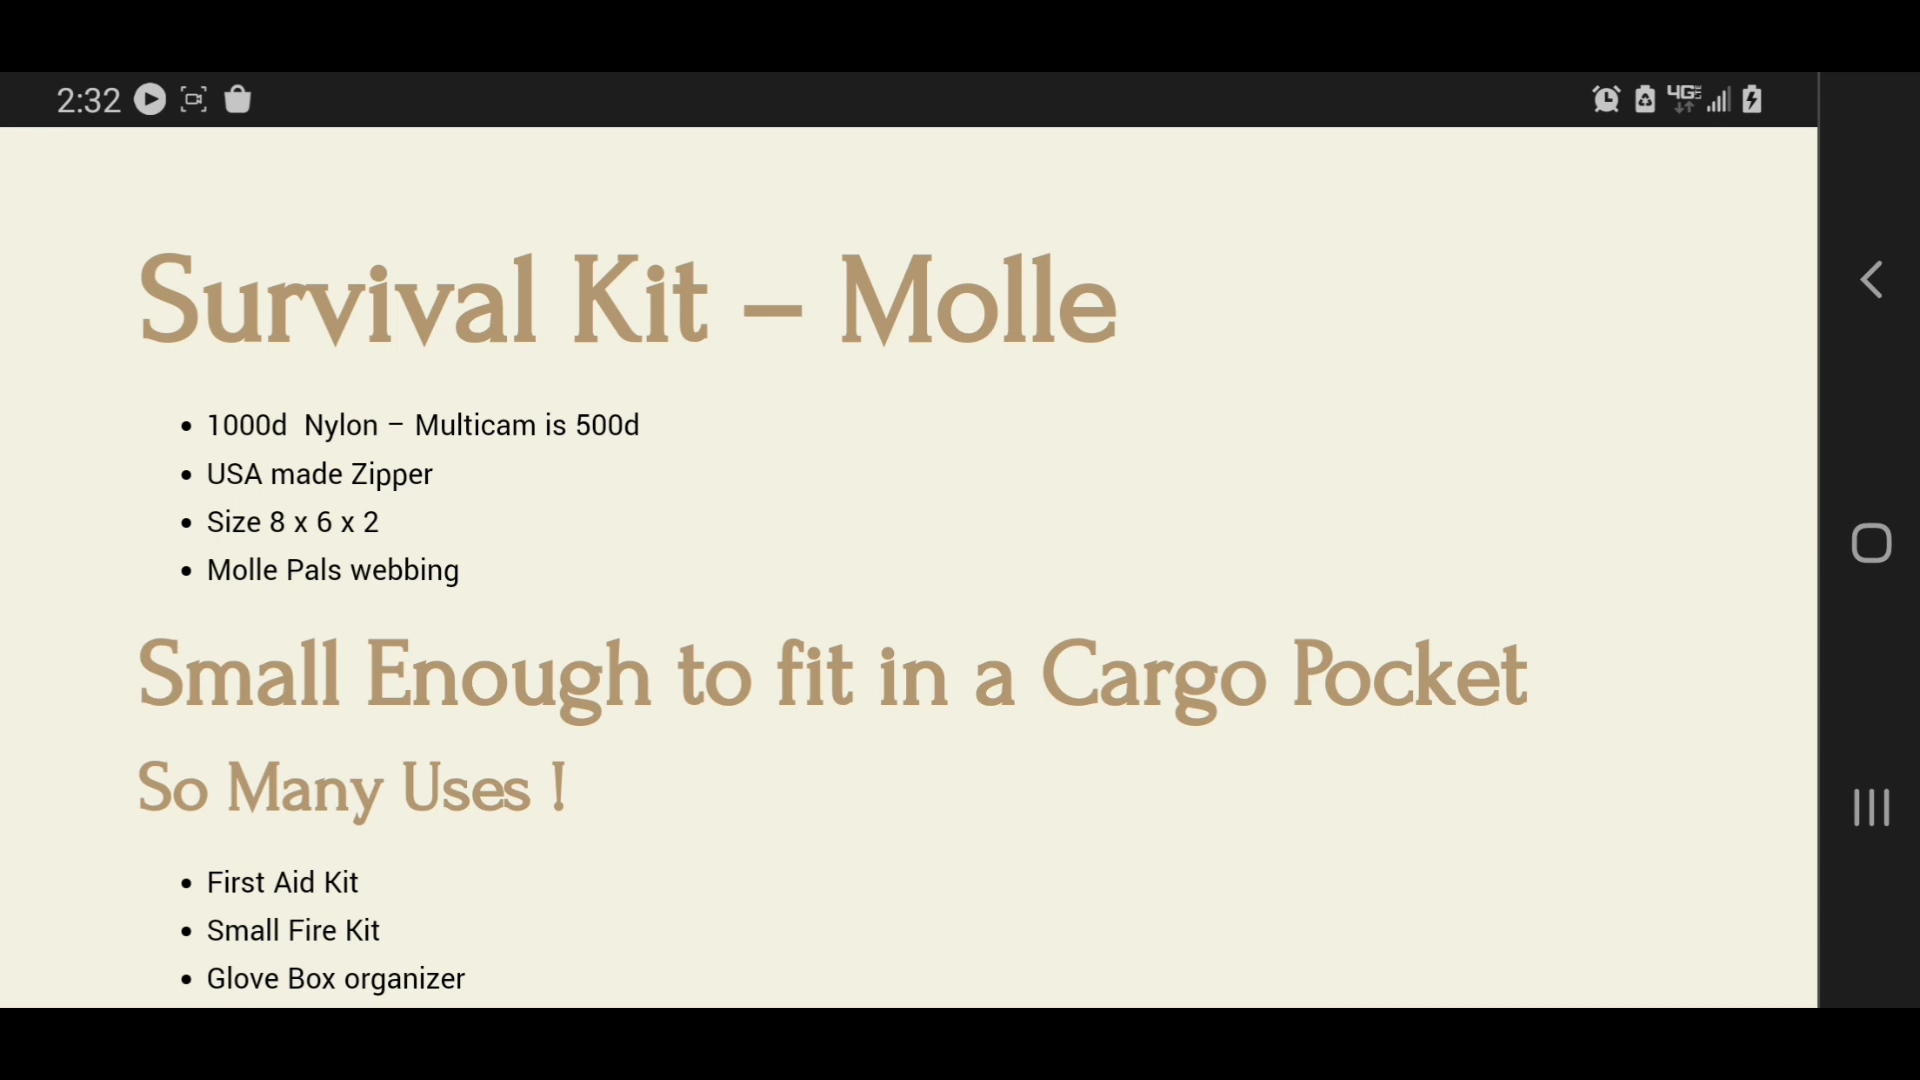 2:32
4G LTE
Survival Kit – Molle
1000d  Nylon – Multicam is 500d
USA made Zipper
Size 8 x 6 x 2
Molle Pals webbing
Small Enough to fit in a Cargo Pocket
So Many Uses !
First Aid Kit
Small Fire Kit
Glove Box organizer